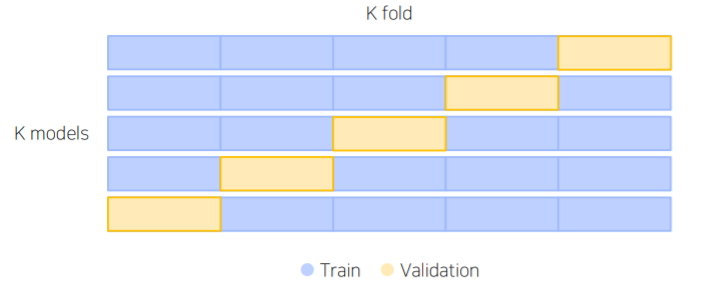 K fold
K models
Train
Validation